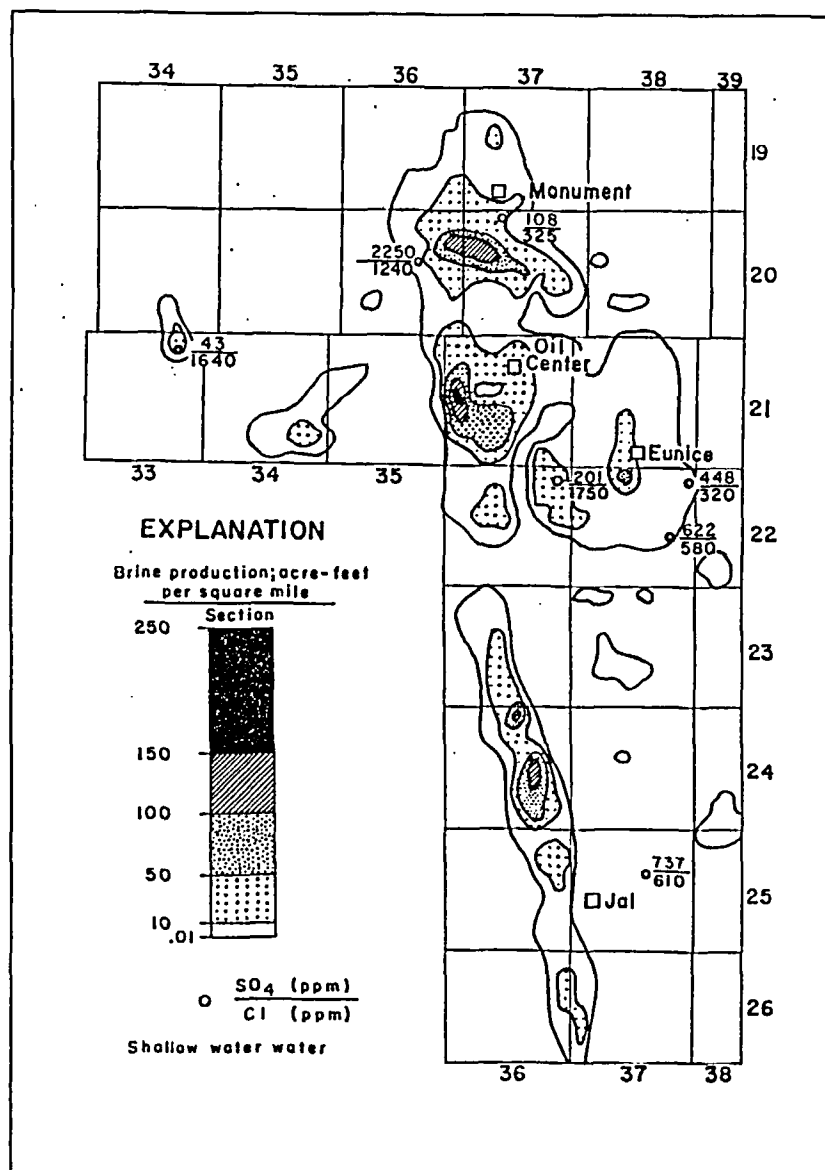 34 35 36 37 38 39
19
Monument
108
325
2250
1240
20
43
1640
Oil
Center
21
Eunice
33 34 35
201
1750
448
320
622
580
22
EXPLANATION
Brine production; acre-feet
per square mile
Section
250
150
100
50
10
.01
23
24
737
610
Jal
25
26
SO4 (ppm)
Cl (ppm)
Shallow water water
36 37 38